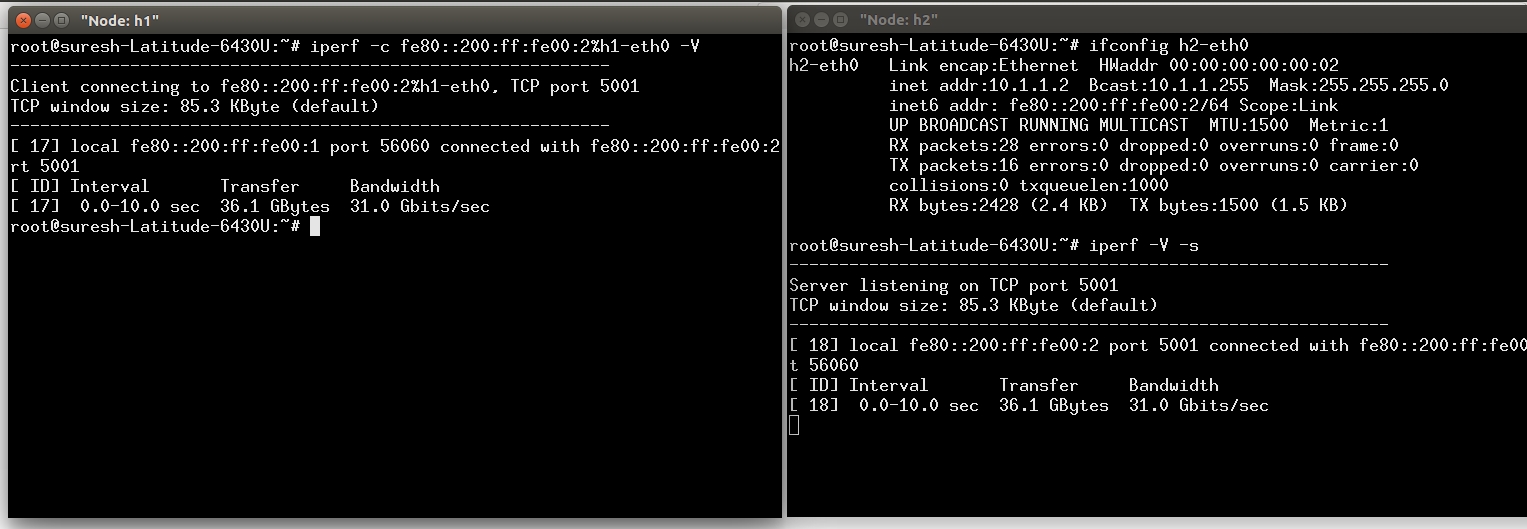 "Node: h1"
root@suresh-Latitude-6430U:~# iperf -c fe80::200:ff:fe00:2%h1-eth0 -V
------------------------------------------------------------
Client connecting to fe80::200:ff:fe00:2%h1-eth0, TCP port 5001
TCP window size: 85.3 KByte (default)
------------------------------------------------------------
[ 17] local fe80::200:ff:fe00:1 port 56060 connected with fe80::200:ff:fe00:2
rt 5001
[ ID] Interval       Transfer     Bandwidth
[ 17]  0.0-10.0 sec  36.1 GBytes  31.0 Gbits/sec
root@suresh-Latitude-6430U:~#
"Node: h2"
root@suresh-Latitude-6430U:~# ifconfig h2-eth0
h2-eth0   Link encap:Ethernet  HWaddr 00:00:00:00:00:02
          inet addr:10.1.1.2  Bcast:10.1.1.255  Mask:255.255.255.0
          inet6 addr: fe80::200:ff:fe00:2/64 Scope:Link
          UP BROADCAST RUNNING MULTICAST  MTU:1500  Metric:1
          RX packets:28 errors:0 dropped:0 overruns:0 frame:0
          TX packets:16 errors:0 dropped:0 overruns:0 carrier:0
          collisions:0 txqueuelen:1000
          RX bytes:2428 (2.4 KB)  TX bytes:1500 (1.5 KB)
root@suresh-Latitude-6430U:~# iperf -V -s
------------------------------------------------------------
Server listening on TCP port 5001
TCP window size: 85.3 KByte (default)
------------------------------------------------------------
[ 18] local fe80::200:ff:fe00:2 port 5001 connected with fe80::200:ff:fe00
t 56060
[ ID] Interval       Transfer     Bandwidth
[ 18]  0.0-10.0 sec  36.1 GBytes  31.0 Gbits/sec